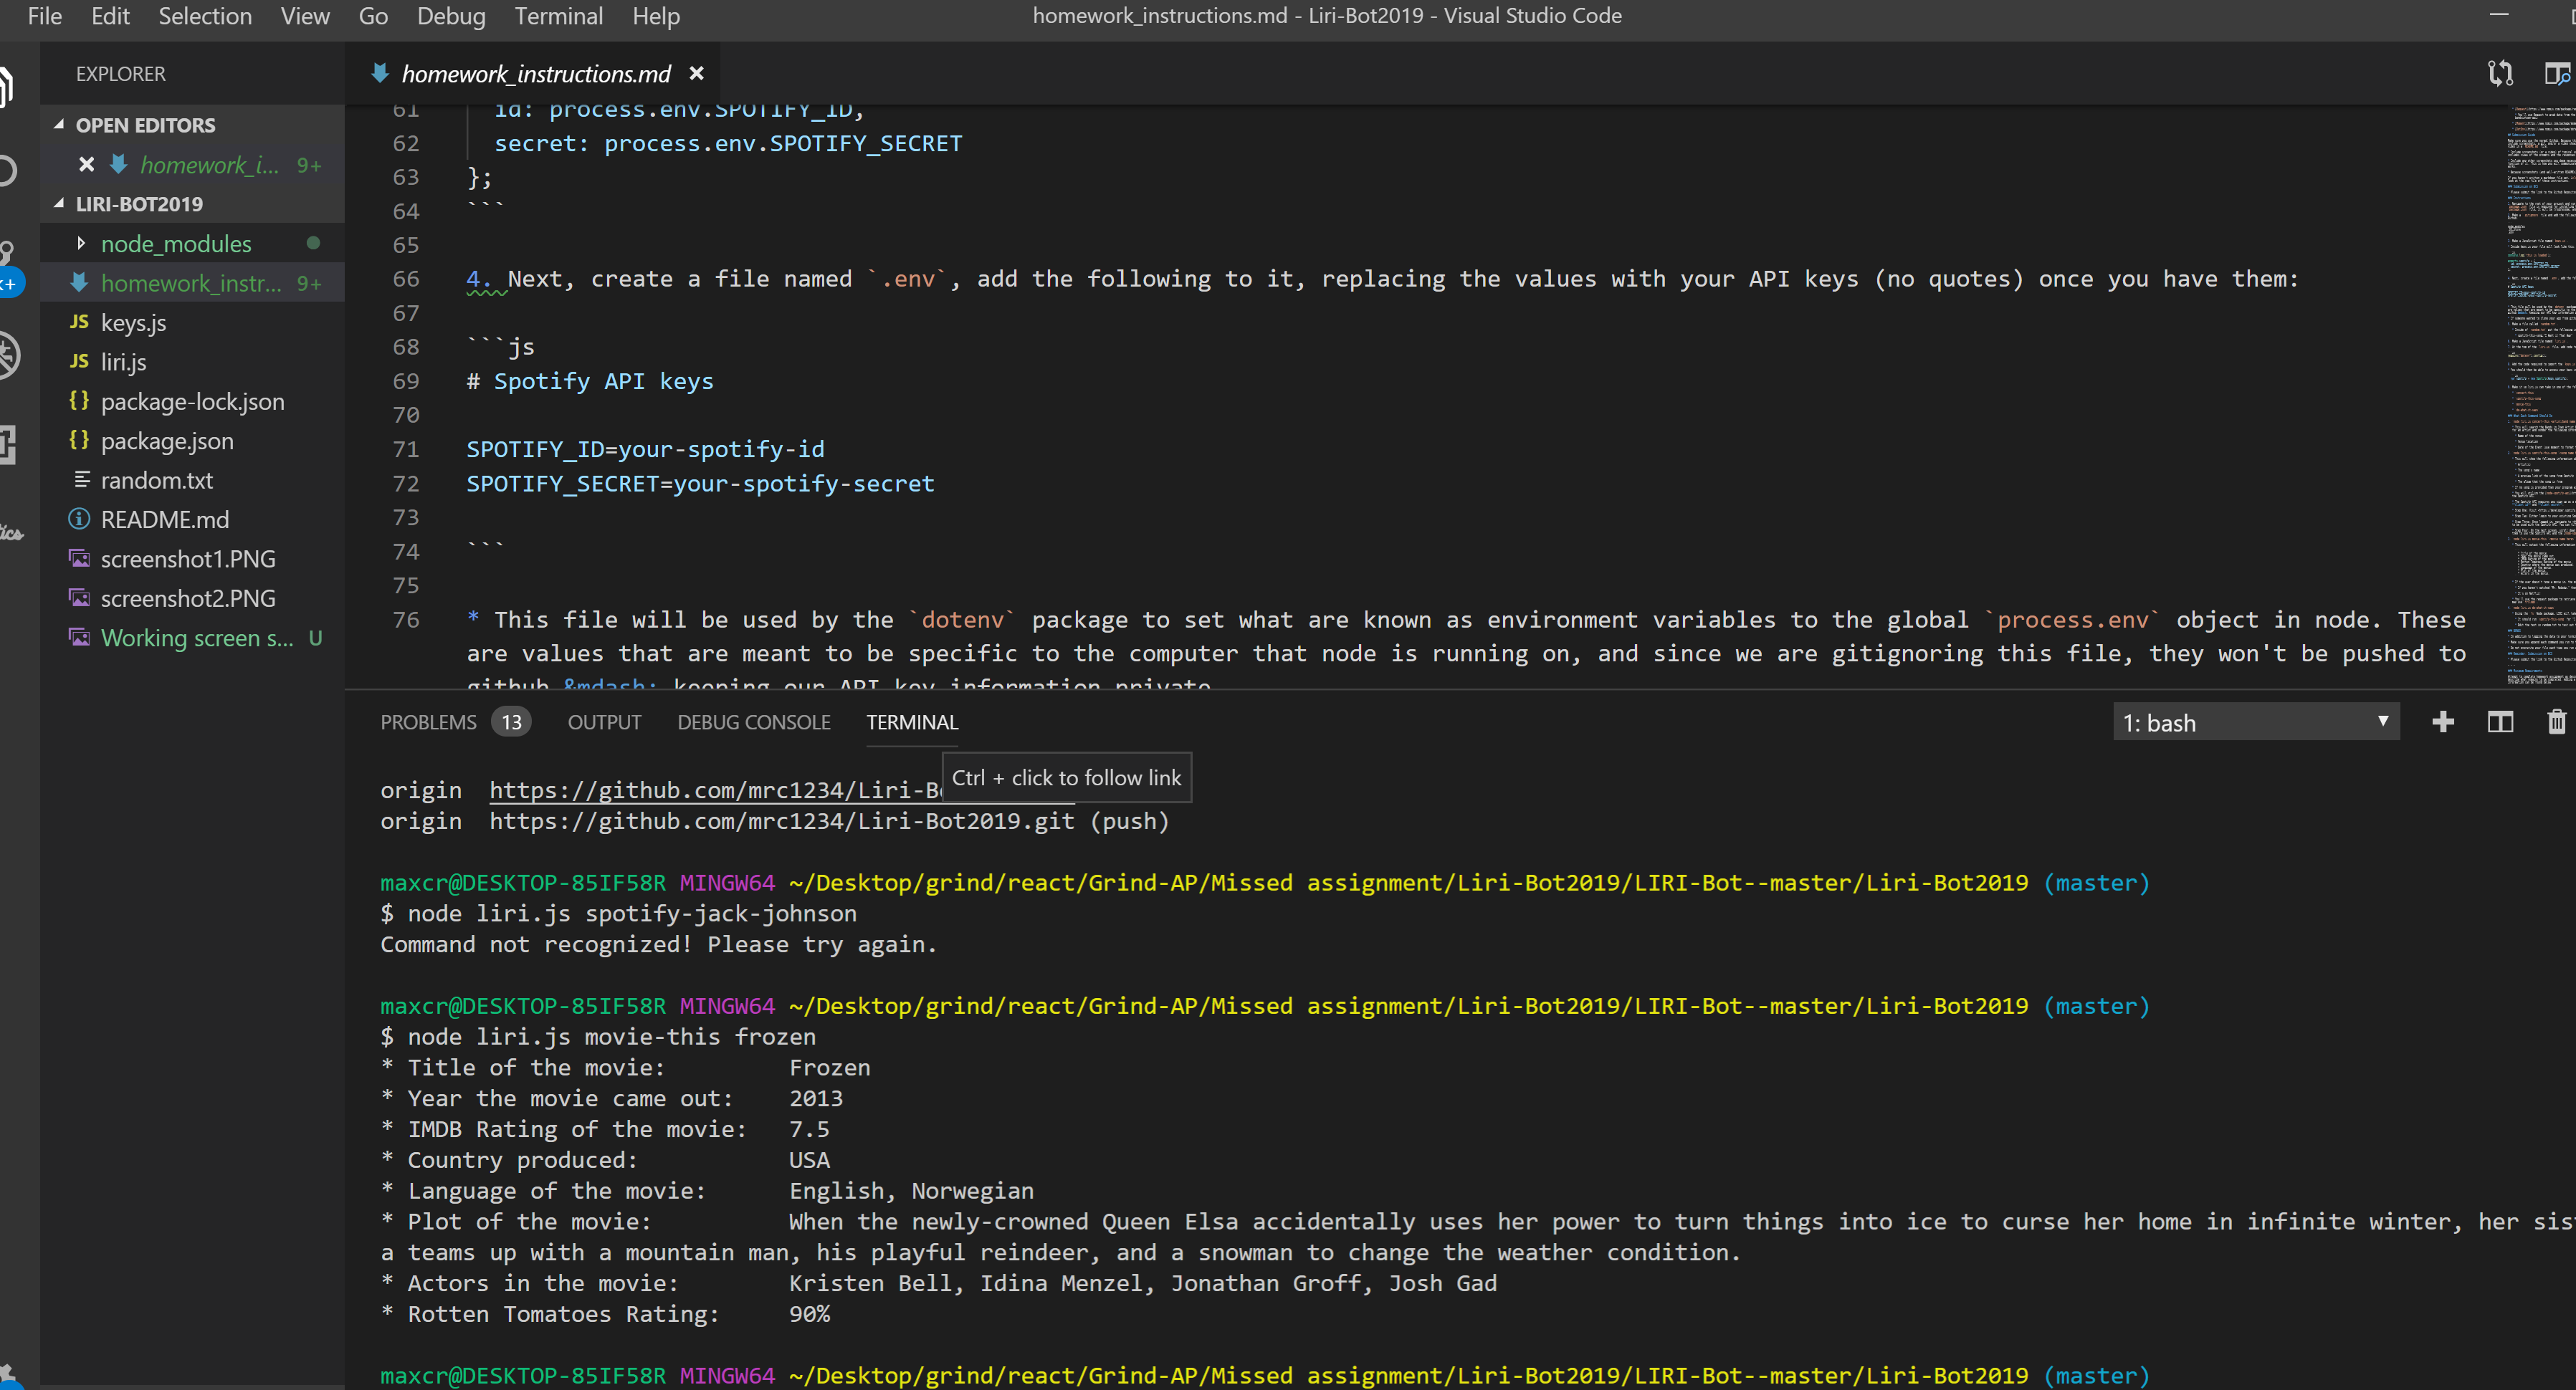 File Edit Selection View Go Debug Terminal Help
homework_instructions.md - Liri-Bot2019 - Visual Studio Code
EXPLORER
OPEN EDITORS
homework_i... 9+
LIRI-BOT2019
node_modules
homework_instr... 9+
JS keys.js
JS liri.js
{} package-lock.json
{} package.json
random.txt
README.md
screenshot1.PNG
screenshot2.PNG
Working screen s... U
homework_instructions.md
61 id: process.env.SPOTIFY_ID,
62 secret: process.env.SPOTIFY_SECRET
63 };
64 ```
65
66 4. Next, create a file named `.env`, add the following to it, replacing the values with your API keys (no quotes) once you have them:
67
68 ```js
69 # Spotify API keys
70
71 SPOTIFY_ID=your-spotify-id
72 SPOTIFY_SECRET=your-spotify-secret
73
74 ```
75
76 * This file will be used by the `dotenv` package to set what are known as environment variables to the global `process.env` object in node. These
are values that are meant to be specific to the computer that node is running on, and since we are gitignoring this file, they won't be pushed to
github &mdash; keeping our API key information private
PROBLEMS 13 OUTPUT DEBUG CONSOLE TERMINAL
1: bash
Ctrl + click to follow link
origin https://github.com/mrc1234/Liri-B
origin https://github.com/mrc1234/Liri-Bot2019.git (push)
maxcr@DESKTOP-85IF58R MINGW64 ~/Desktop/grind/react/Grind-AP/Missed assignment/Liri-Bot2019/LIRI-Bot--master/Liri-Bot2019 (master)
$ node liri.js spotify-jack-johnson
Command not recognized! Please try again.
maxcr@DESKTOP-85IF58R MINGW64 ~/Desktop/grind/react/Grind-AP/Missed assignment/Liri-Bot2019/LIRI-Bot--master/Liri-Bot2019 (master)
$ node liri.js movie-this frozen
* Title of the movie: Frozen
* Year the movie came out: 2013
* IMDB Rating of the movie: 7.5
* Country produced: USA
* Language of the movie: English, Norwegian
* Plot of the movie: When the newly-crowned Queen Elsa accidentally uses her power to turn things into ice to curse her home in infinite winter, her sis
a teams up with a mountain man, his playful reindeer, and a snowman to change the weather condition.
* Actors in the movie: Kristen Bell, Idina Menzel, Jonathan Groff, Josh Gad
* Rotten Tomatoes Rating: 90%
maxcr@DESKTOP-85IF58R MINGW64 ~/Desktop/grind/react/Grind-AP/Missed assignment/Liri-Bot2019/LIRI-Bot--master/Liri-Bot2019 (master)